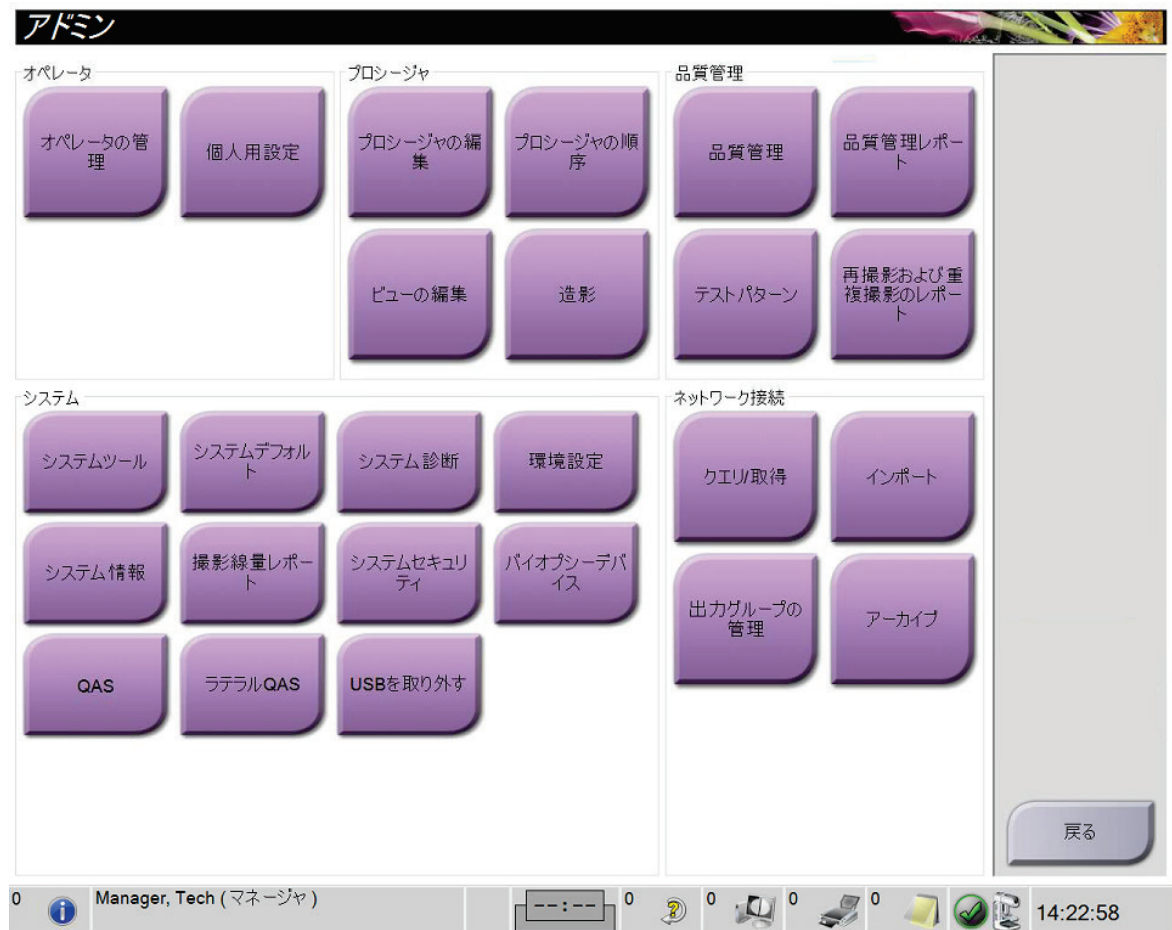 アドミン
オペレータ
プロシージャ
品質管理
オペレータの管
理
個人用設定
プロシージャの編
集
プロシージャの順
序
品質管理
品質管理レポー
ト
ビューの編集
造影
テストパターン
再撮影および重
複撮影のレポー
ト
システム
ネットワーク接続
システムツール
システムデフォル
ト
システム診断
環境設定
クエリ/取得
インポート
システム情報
撮影線量レポー
ト
システムセキュリ
ティ
バイオプシーデバ
イス
出力グループの
管理
アーカイブ
QAS
ラテラルQAS
USBを取り外す
戻る
0
Manager, Tech (マネージャ)
--:--
0
0
0
0
14:22:58